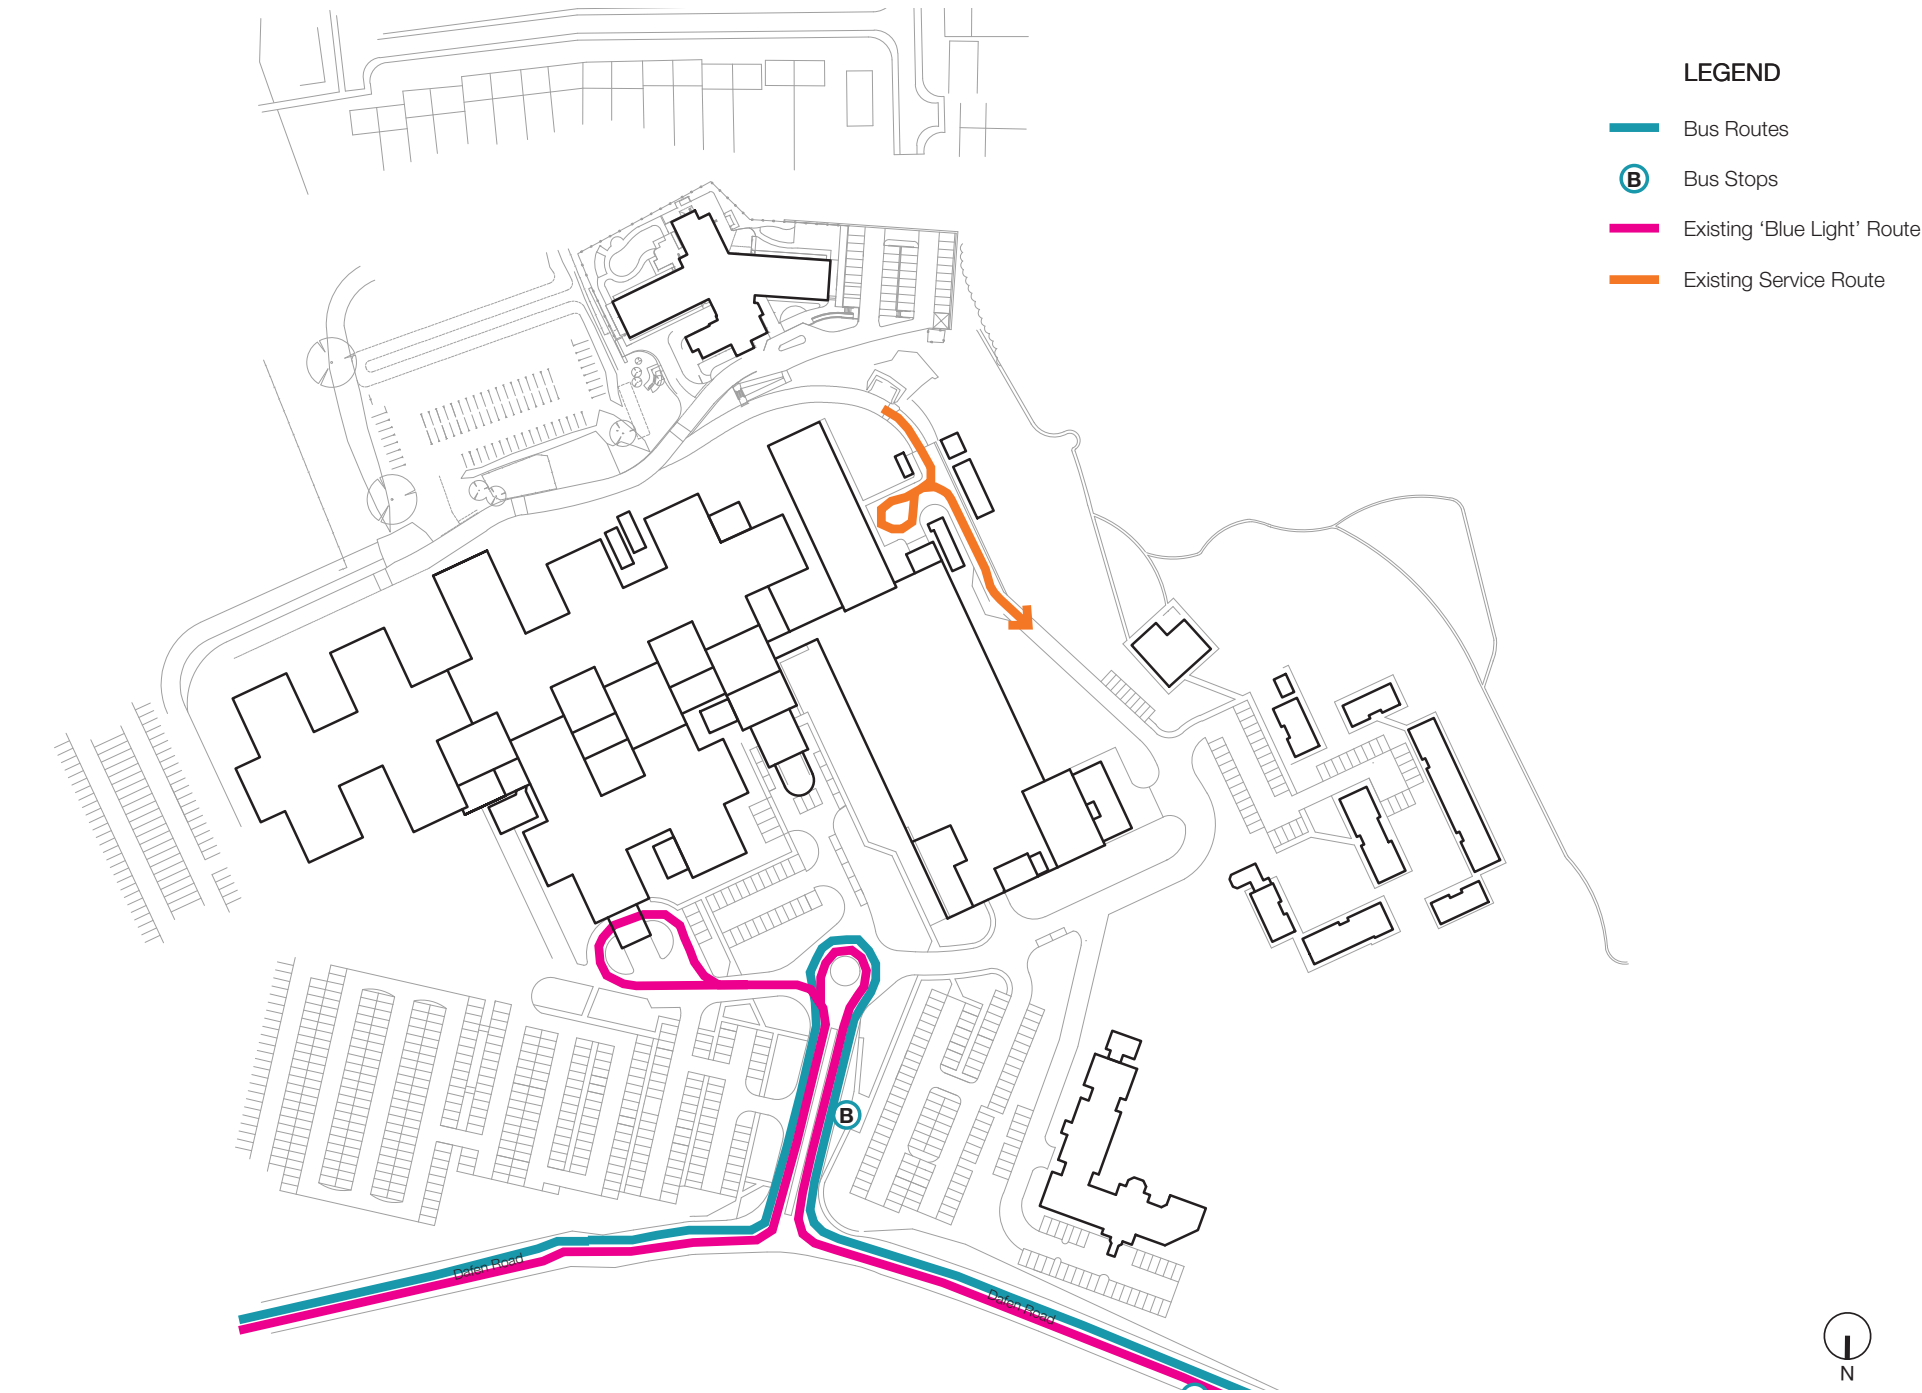 LEGEND
Bus Routes
B
Bus Stops
Existing ‘Blue Light’ Route
Existing Service Route
B
Dafen Road
Dafen Road
N